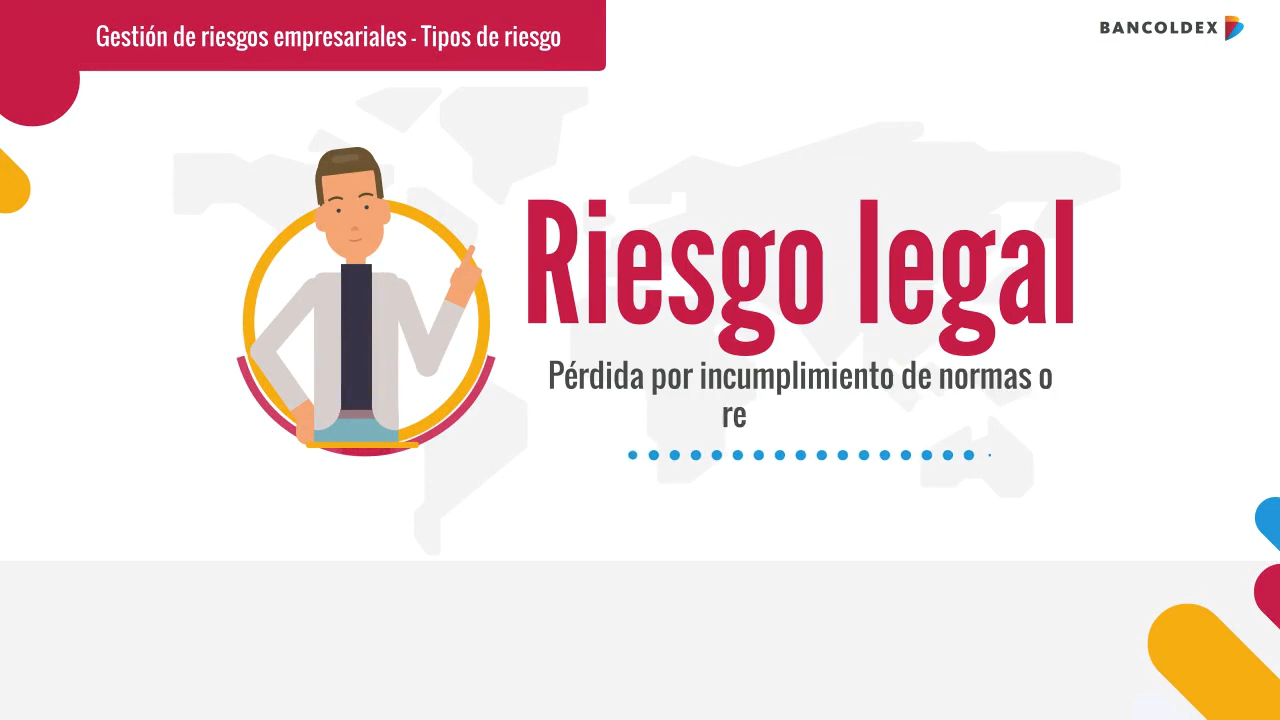 Gestión de riesgos empresariales - Tipos de riesgo
BANCOLDEX
Riesgo legal
Pérdida por incumplimiento de normas o
re